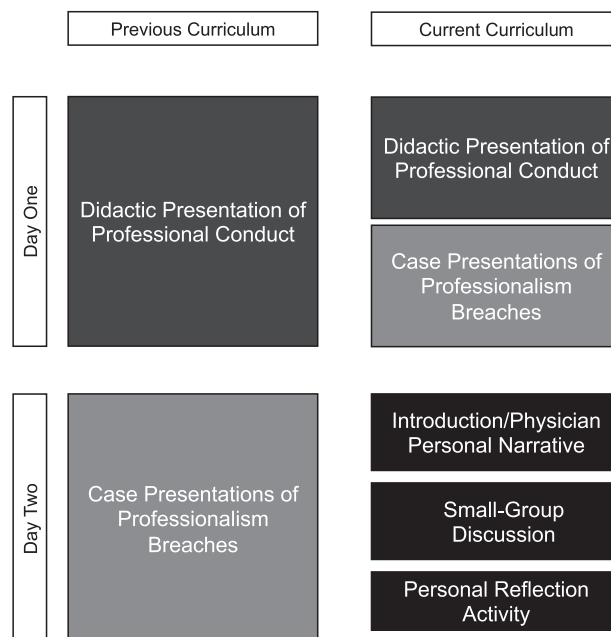 Previous Curriculum
Current Curriculum
Day One
Didactic Presentation of
Professional Conduct
Didactic Presentation of
Professional Conduct
Case Presentations of
Professionalism
Breaches
Day Two
Case Presentations of
Professionalism
Breaches
Introduction/Physician
Personal Narrative
Small-Group
Discussion
Personal Reflection
Activity